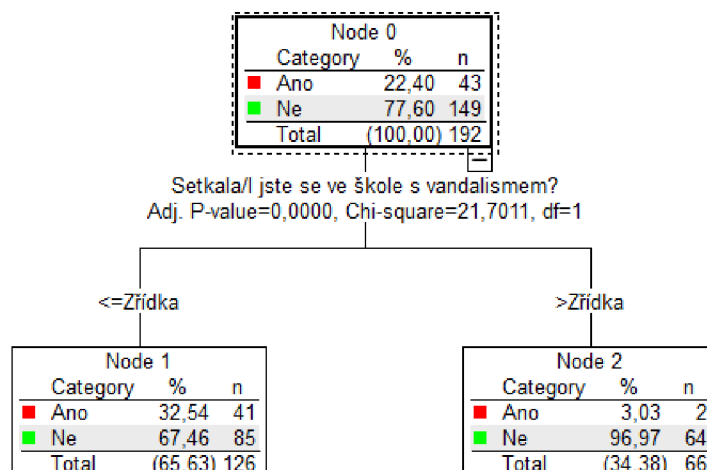 Node 0
Category % n
Ano 22,40 43
Ne 77,60 149
Total (100,00) 192
Setkala/l jste se ve škole s vandalismem?
Adj. P-value=0,0000, Chi-square=21,7011, df=1
<=Zřídka
>Zřídka
Node 1
Category % n
Ano 32,54 41
Ne 67,46 85
Total (65,63) 126
Node 2
Category % n
Ano 3,03 2
Ne 96,97 64
Total (34,38) 66